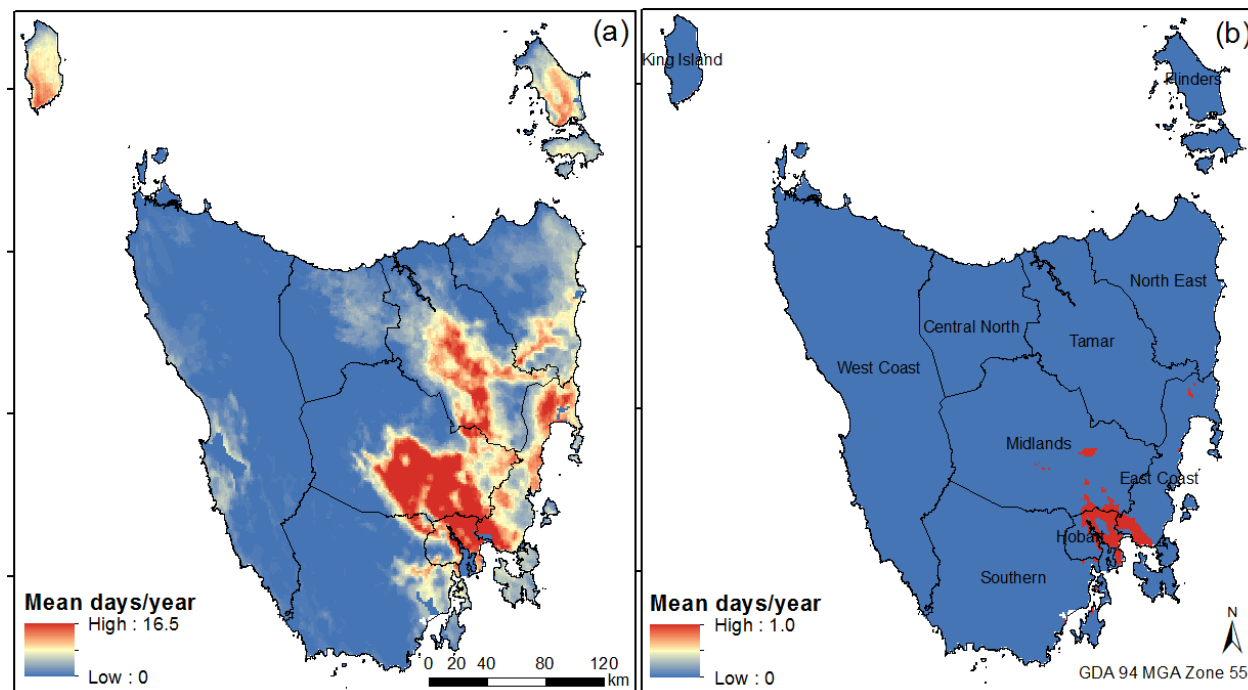 (a)
Mean days/year
High : 16.5
Low : 0
0 20 40 80 120
km
(b)
King Island
Flinders
North East
Central North
Tamar
West Coast
Midlands
East Coast
Hobart
Southern
Mean days/year
High : 1.0
Low : 0
N
GDA 94 MGA Zone 55